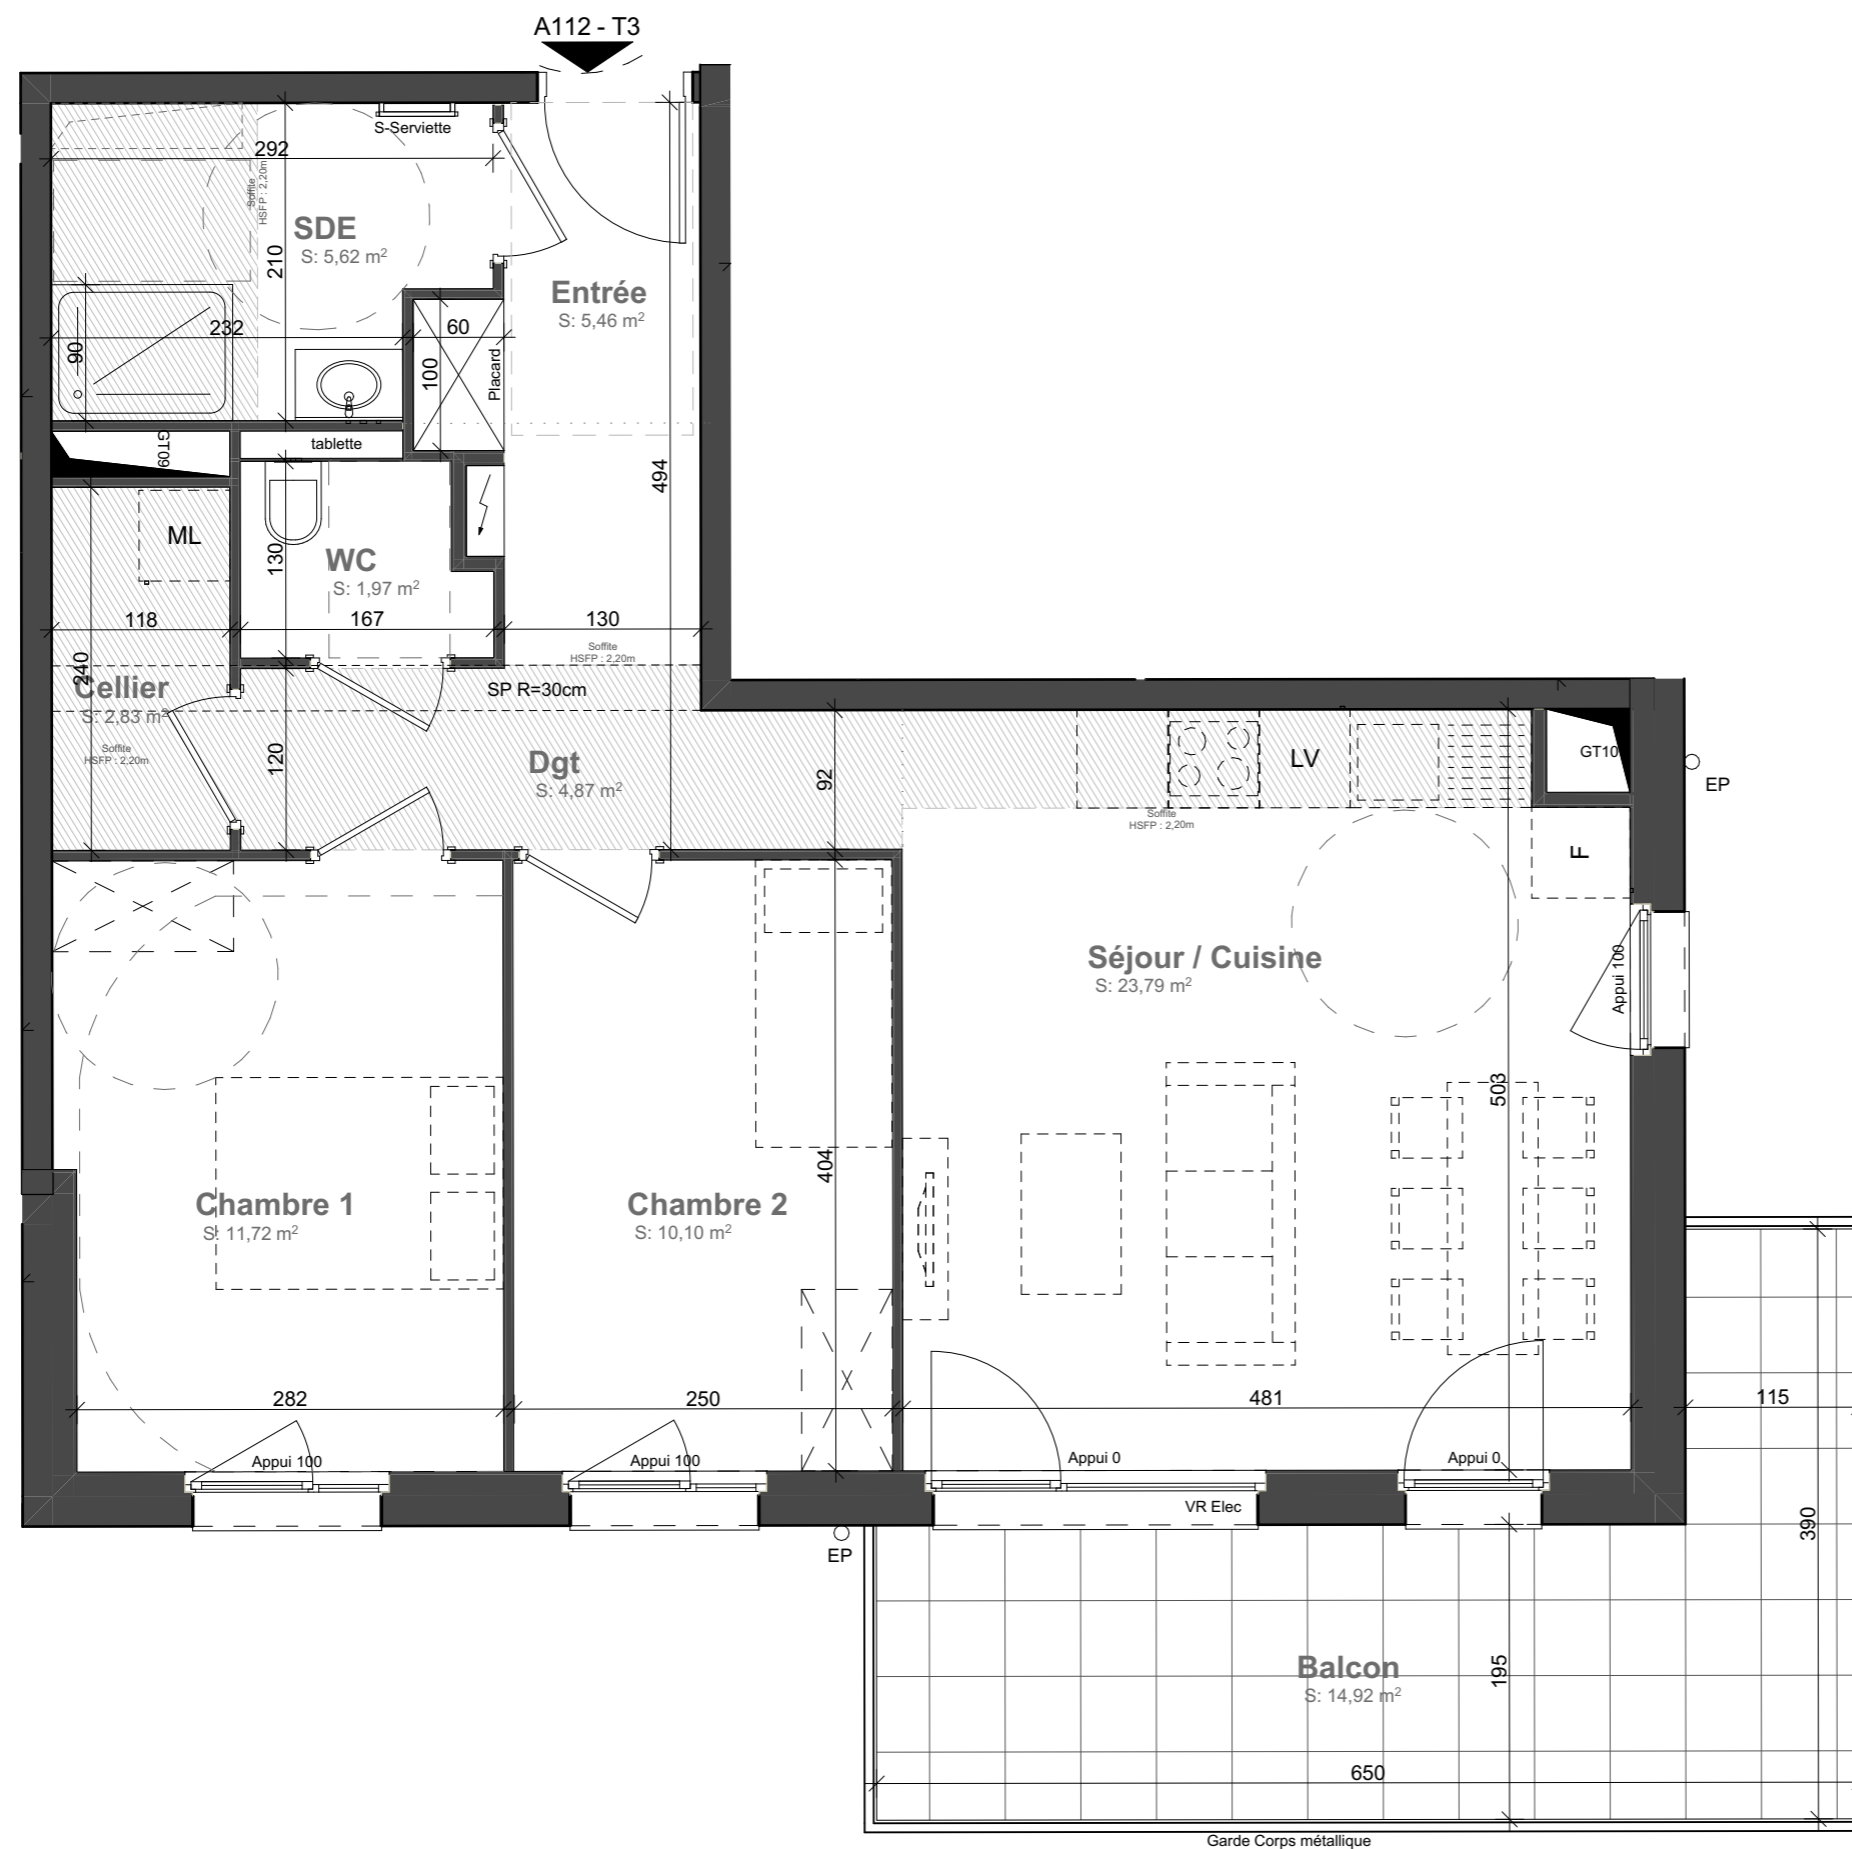 A112 - T3
S-Serviette
292
Soffite
HSFP : 2,20m
SDE
S: 5,62 m²
210
Entrée
S: 5,46 m²
232
60
90
100
Placard
GT09
tablette
494
ML
130
WC
S: 1,97 m²
118
167
130
Soffite
HSFP : 2,20m
240
Cellier
S: 2,83 m²
SP R=30cm
Soffite
HSFP : 2,20m
120
Dgt
S: 4,87 m²
92
LV
GT10
EP
Soffite
HSFP : 2,20m
F
Séjour / Cuisine
S: 23,79 m²
Appui 100
503
404
Chambre 1
S: 11,72 m²
Chambre 2
S: 10,10 m²
282
250
481
115
Appui 100
Appui 100
Appui 0
Appui 0
VR Elec
EP
390
Balcon
S: 14,92 m²
195
650
Garde Corps métallique